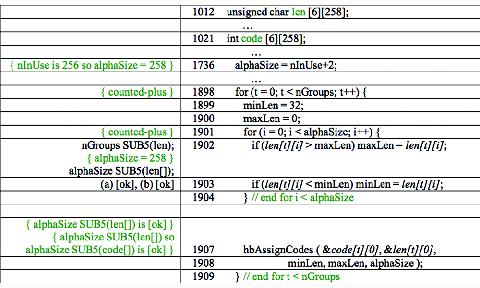 1012 unsigned char len [6][258];
...
1021 int code [6][258];
...
{ nInUse is 256 so alphaSize = 258 } 1736 alphaSize = nInUse+2;
...
{ counted-plus } 1898 for (t = 0; t < nGroups; t++) {
1899 minLen = 32;
1900 maxLen = 0;
{ counted-plus } 1901 for (i = 0; i < alphaSize; i++) {
nGroups SUB5(len); 1902 if (len[t][i] > maxLen) maxLen = len[t][i];
{ alphaSize = 258 }
alphaSize SUB5(len[]);
(a) [ok], (b) [ok] 1903 if (len[t][i] < minLen) minLen = len[t][i];
1904 } // end for i < alphaSize
{ alphaSize SUB5(len[]) is [ok] }
{ alphaSize SUB5(len[]) so
alphaSize SUB5(code[]) is [ok] } 1907 hbAssignCodes ( &code[t][0], &len[t][0],
1908 minLen, maxLen, alphaSize );
1909 } // end for t < nGroups